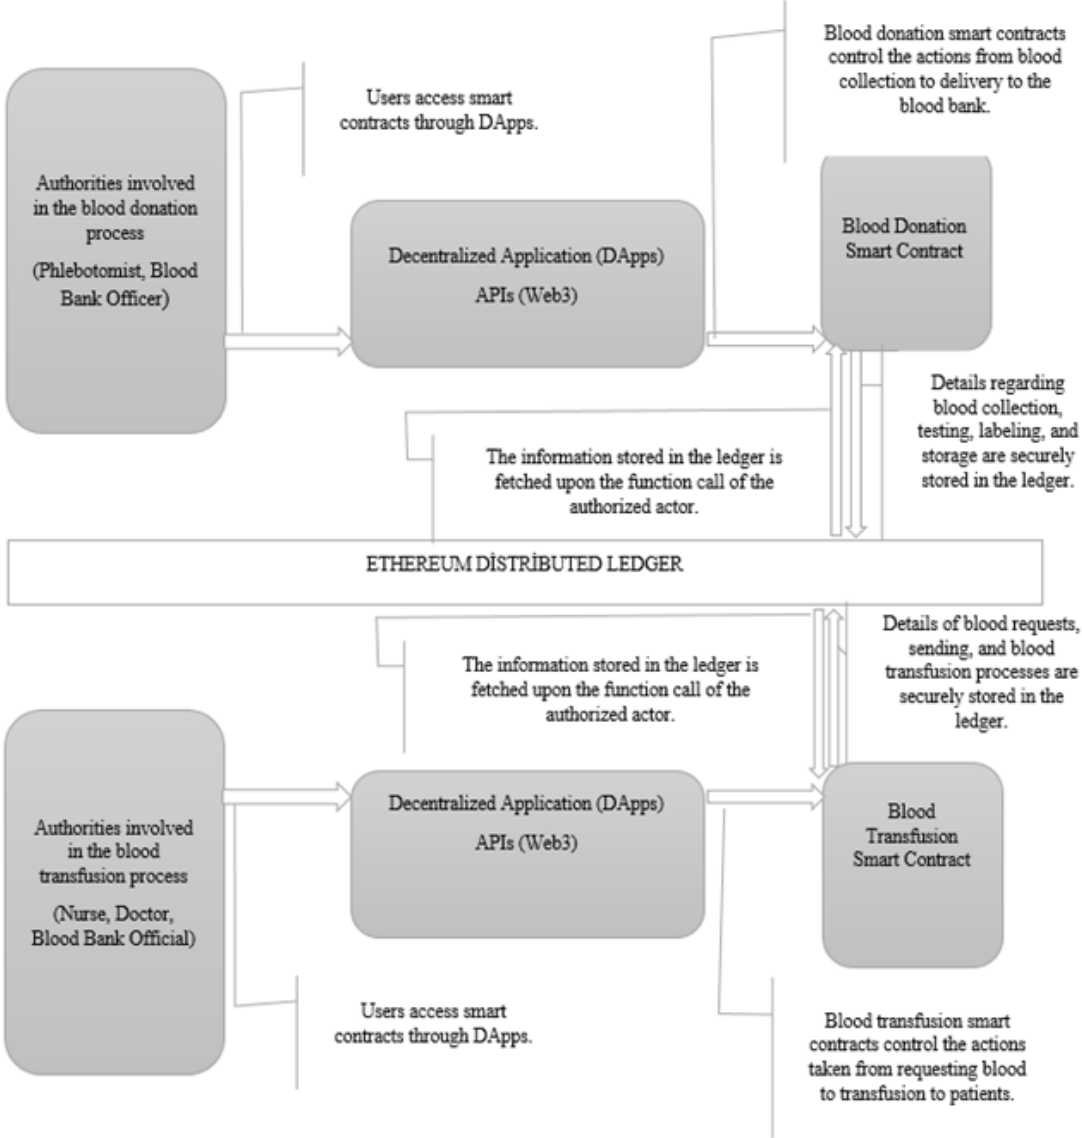 Blood donation smart contracts
control the actions from blood
collection to delivery to the
blood bank.
Users access smart
contracts through DApps.
Authorities involved
in the blood donation
process
(Phlebotomist, Blood
Bank Officer)
Decentralized Application (DApps)
APIs (Web3)
Blood Donation
Smart Contract
Details regarding
blood collection,
testing, labeling, and
storage are securely
stored in the ledger.
The information stored in the ledger is
fetched upon the function call of the
authorized actor.
ETHEREUM DİSTRİBUTED LEDGER
Details of blood requests,
sending, and blood
transfusion processes are
securely stored in the
ledger.
The information stored in the ledger is
fetched upon the function call of the
authorized actor.
Authorities involved
in the blood
transfusion process
(Nurse, Doctor,
Blood Bank Official)
Decentralized Application (DApps)
APIs (Web3)
Blood
Transfusion
Smart Contract
Users access smart
contracts through DApps.
Blood transfusion smart
contracts control the actions
taken from requesting blood
to transfusion to patients.